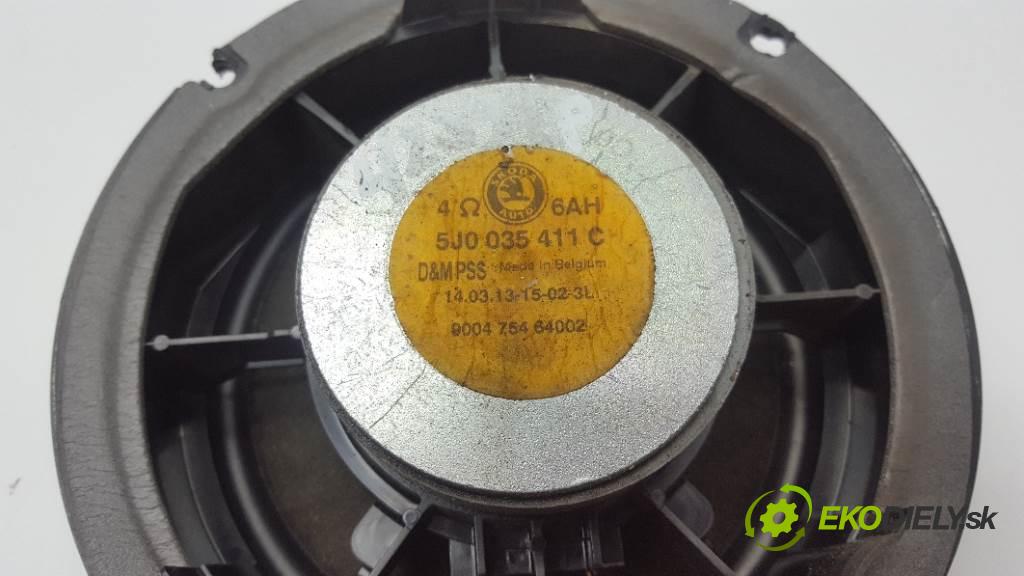 ŠKODA
AUTO
4 Ω 6AH
5J0 035 411 C
D&M PSS Made in Belgium
14.03.13-15-02-3L
9004 754 64002
EKODIELY.sk